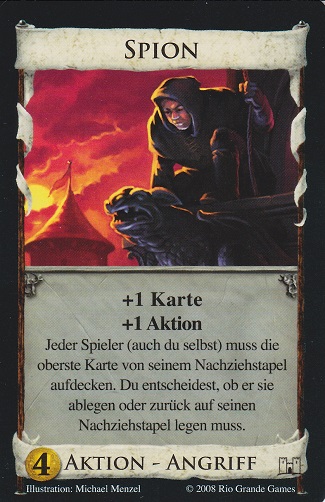 Spion
+1 Karte
+1 Aktion
Jeder Spieler (auch du selbst) muss die
oberste Karte von seinem Nachziehstapel
aufdecken. Du entscheidest, ob er sie
ablegen oder zurück auf seinen
Nachziehstapel legen muss.
4 Aktion - Angriff
Illustration: Michael Menzel © 2008 Rio Grande Games